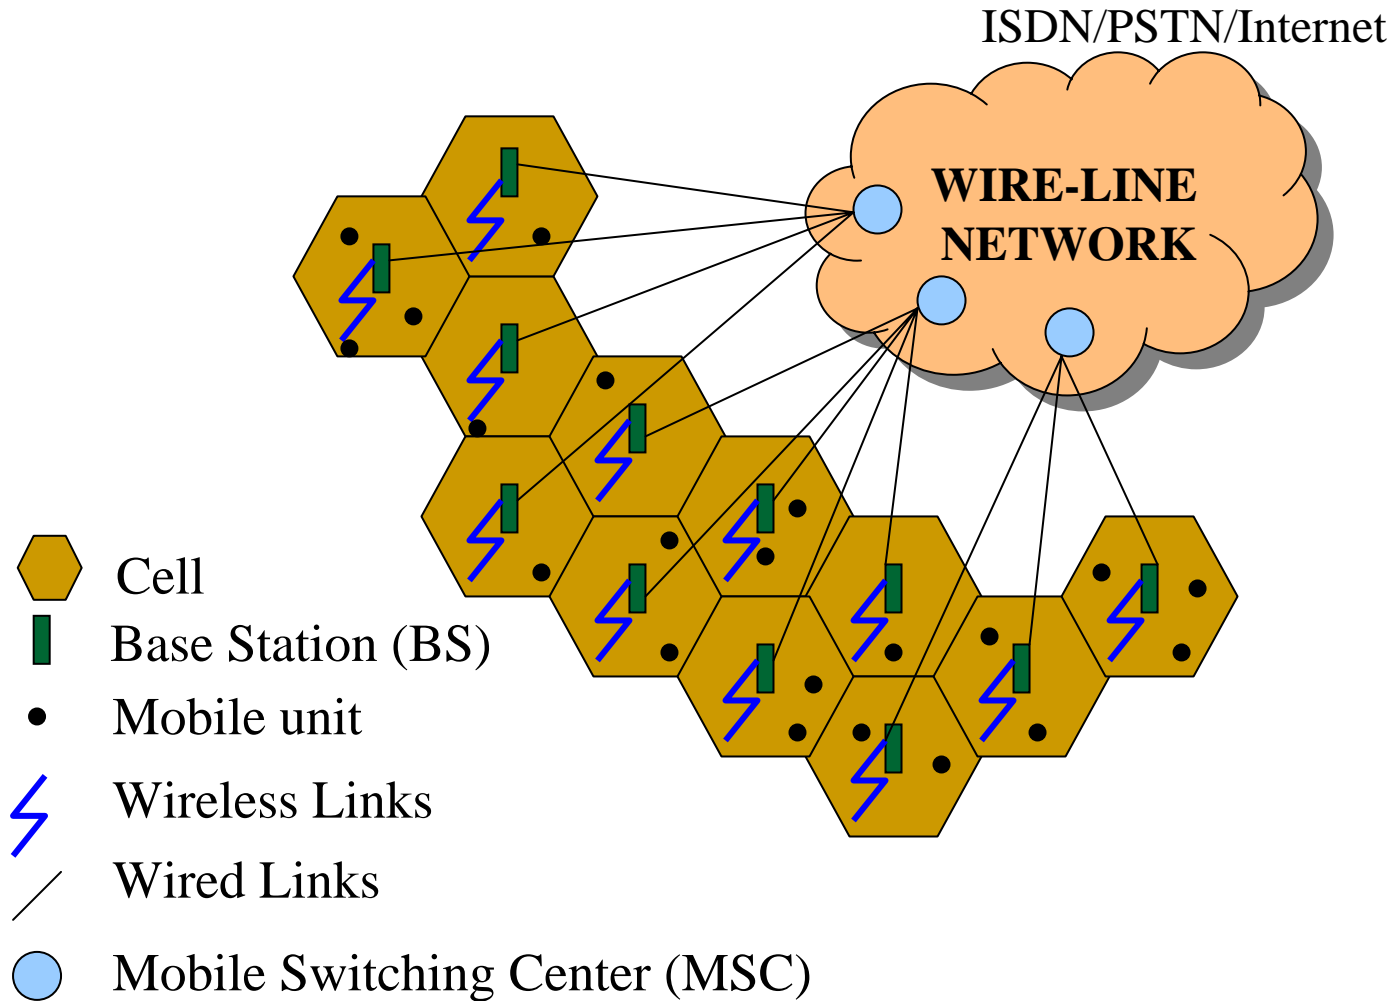 ISDN/PSTN/Internet
WIRE-LINE
NETWORK
Cell
Base Station (BS)
Mobile unit
Wireless Links
Wired Links
Mobile Switching Center (MSC)